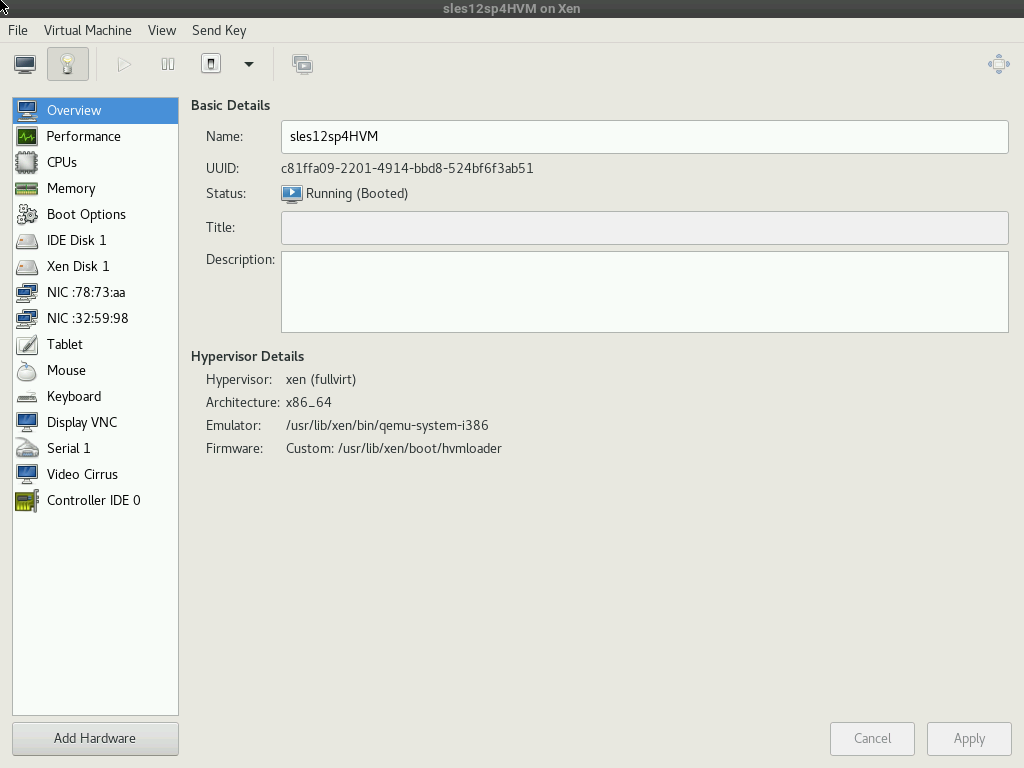 sles12sp4HVM on Xen
File Virtual Machine View Send Key
Overview
Performance
CPUs
Memory
Boot Options
IDE Disk 1
Xen Disk 1
NIC :78:73:aa
NIC :32:59:98
Tablet
Mouse
Keyboard
Display VNC
Serial 1
Video Cirrus
Controller IDE 0
Add Hardware
Basic Details
Name: sles12sp4HVM
UUID: c81ffa09-2201-4914-bbd8-524bf6f3ab51
Status: Running (Booted)
Title:
Description:
Hypervisor Details
Hypervisor: xen (fullvirt)
Architecture: x86_64
Emulator: /usr/lib/xen/bin/qemu-system-i386
Firmware: Custom: /usr/lib/xen/boot/hvmloader
Cancel Apply